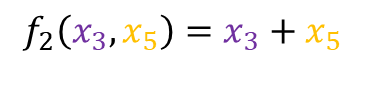 f₂(x₃, x₅) = x₃ + x₅